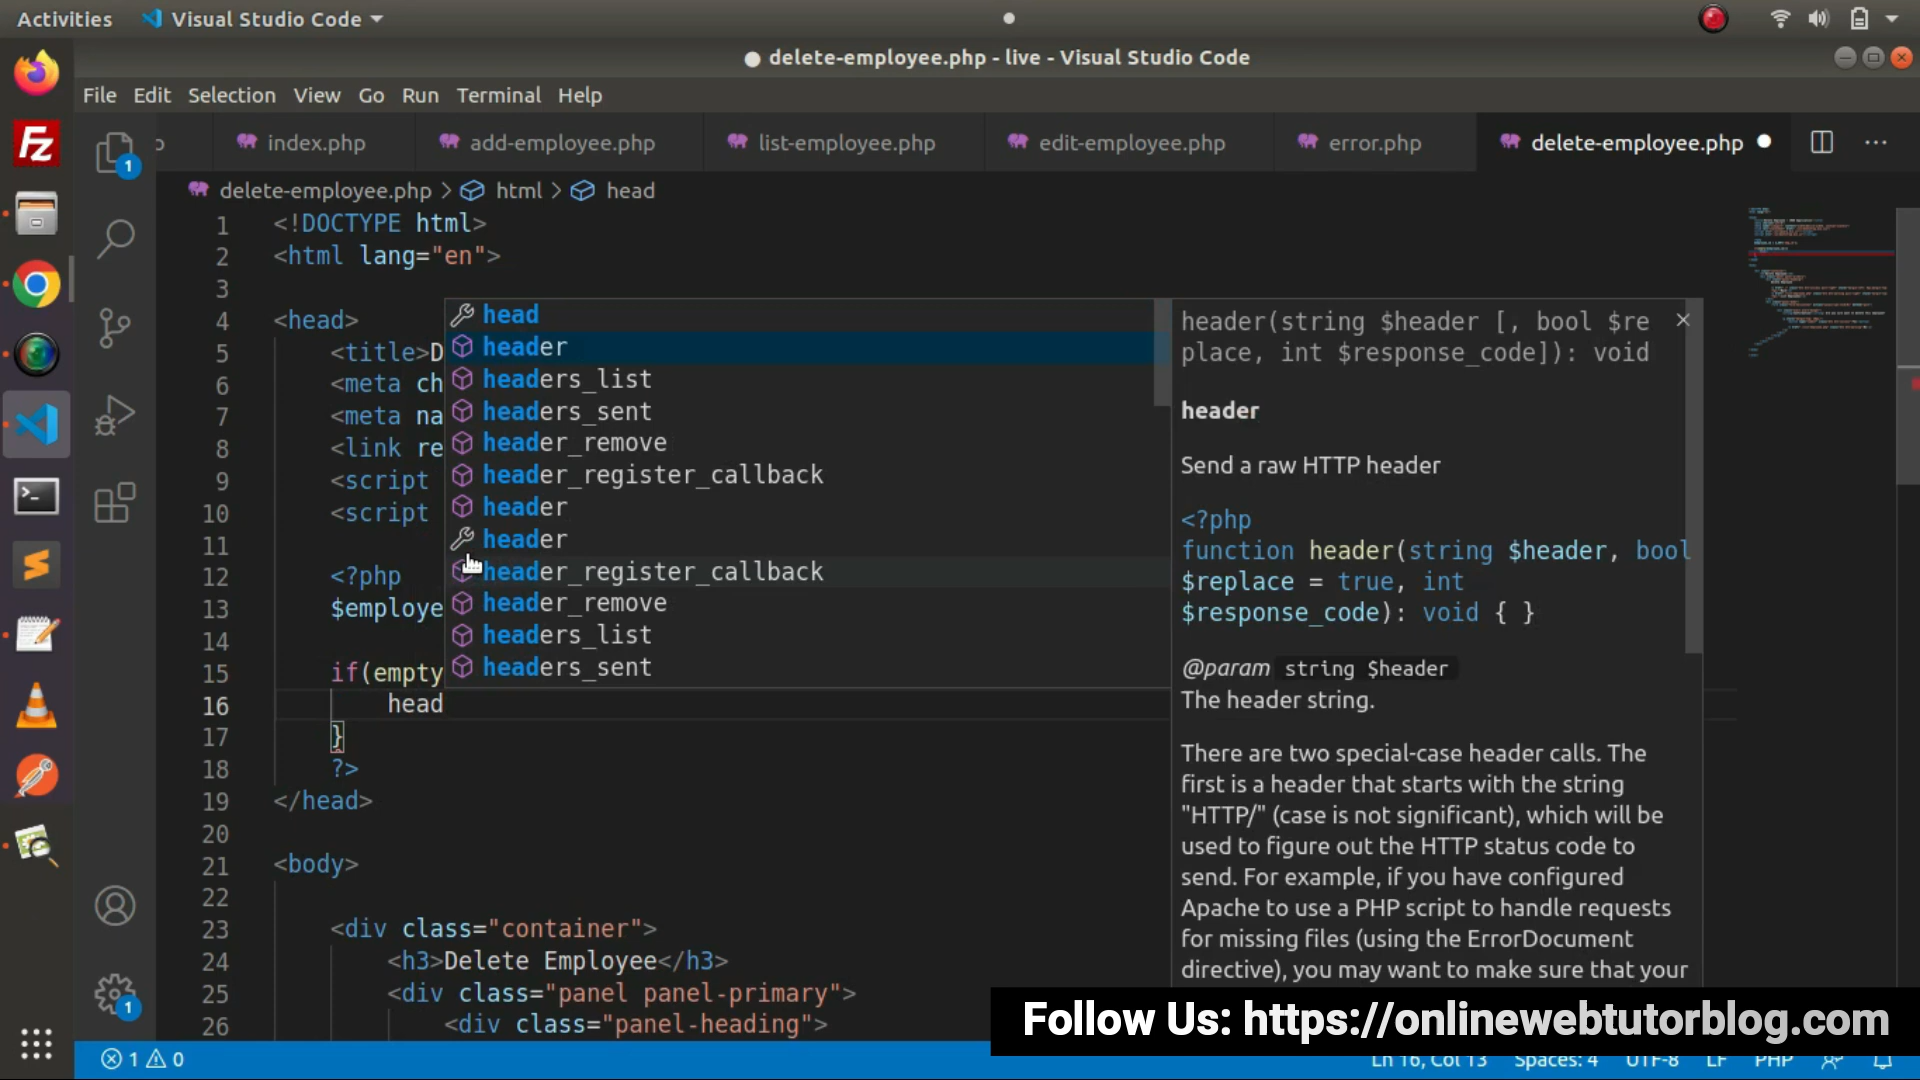 Activities Visual Studio Code
delete-employee.php - live - Visual Studio Code
File Edit Selection View Go Run Terminal Help
index.php add-employee.php list-employee.php edit-employee.php error.php delete-employee.php
delete-employee.php > html > head
1 <!DOCTYPE html>
2 <html lang="en">
3
4 <head>
5 <title>D
6 <meta ch
7 <meta na
8 <link re
9 <script
10 <script
11
12 <?php
13 $employe
14
15 if(empty
16 head
17 }
18 ?>
19 </head>
20
21 <body>
22
23 <div class="container">
24 <h3>Delete Employee</h3>
25 <div class="panel panel-primary">
26 <div class="panel-heading">
head
header
headers_list
headers_sent
header_remove
header_register_callback
header
header
header_register_callback
header_remove
headers_list
headers_sent
header(string $header [, bool $re
place, int $response_code]): void
header
Send a raw HTTP header
<?php
function header(string $header, bool
$replace = true, int
$response_code): void { }
@param string $header
The header string.
There are two special-case header calls. The
first is a header that starts with the string
"HTTP/" (case is not significant), which will be
used to figure out the HTTP status code to
send. For example, if you have configured
Apache to use a PHP script to handle requests
for missing files (using the ErrorDocument
directive), you may want to make sure that your
Follow Us: https://onlinewebtutorblog.com
1 0 Ln 16, Col 13 Spaces: 4 UTF-8 LF PHP
Fz
1
1